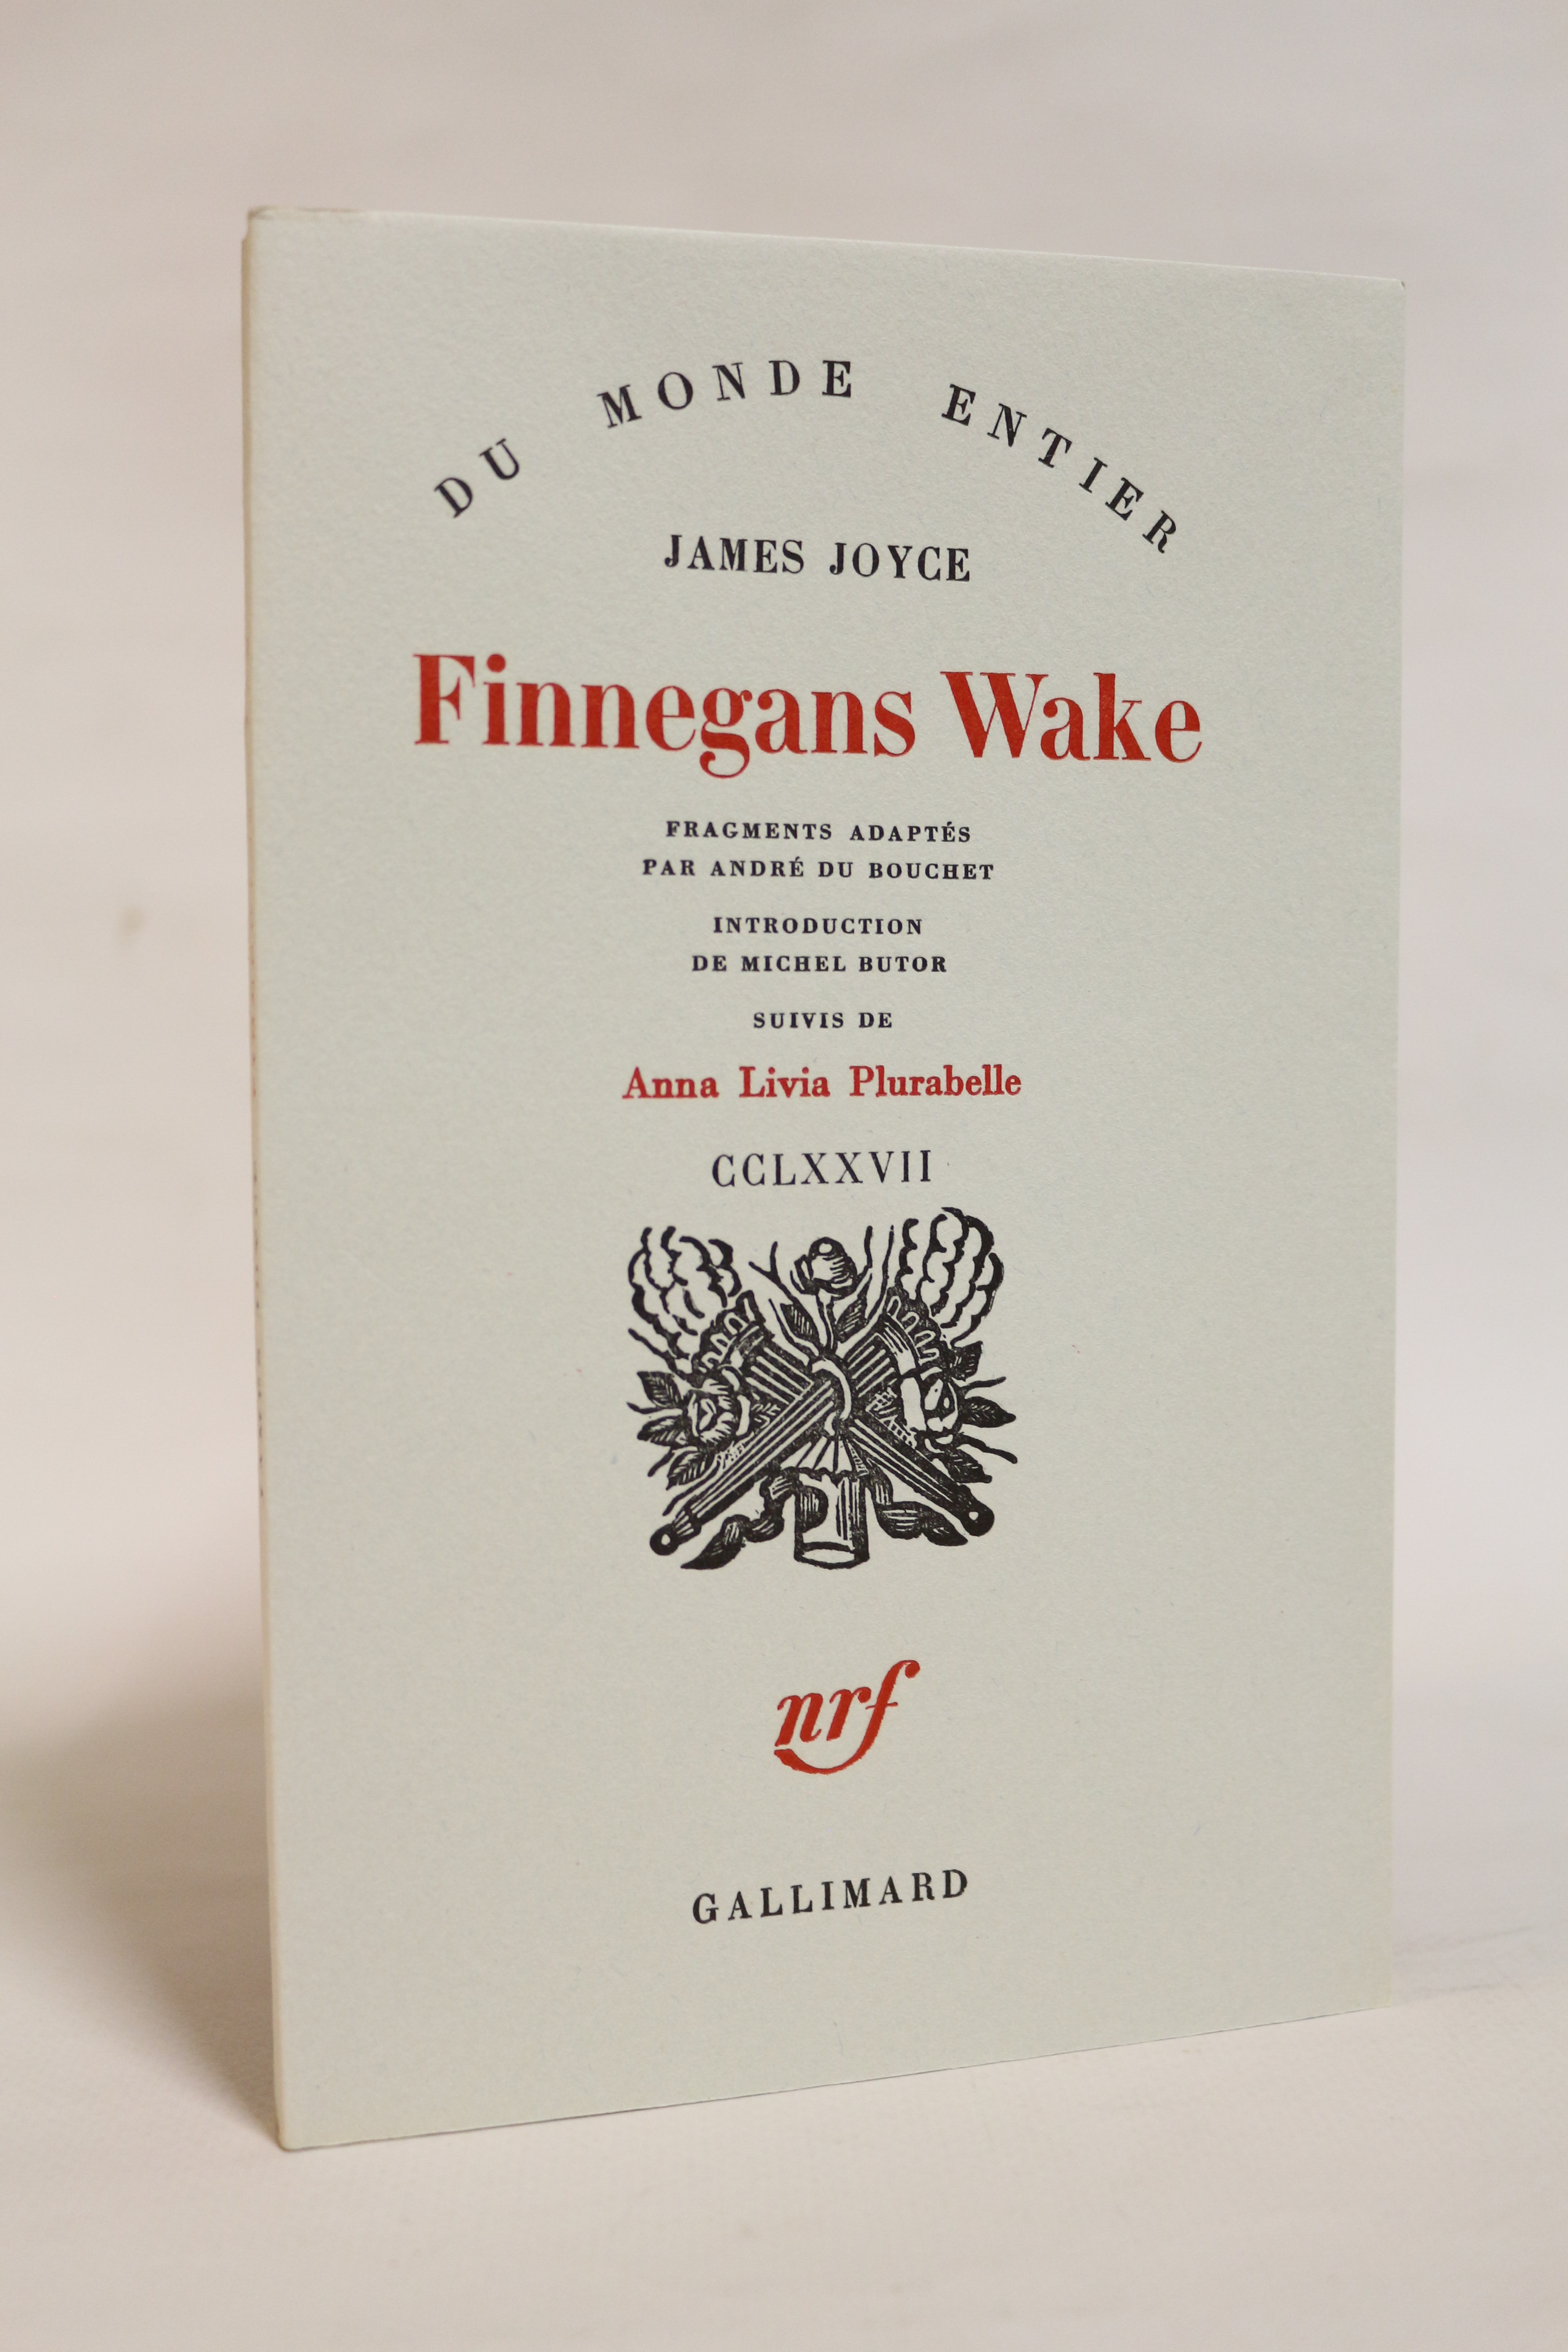 DU MONDE ENTIER
JAMES JOYCE
Finnegans Wake
FRAGMENTS ADAPTÉS
PAR ANDRÉ DU BOUCHET
INTRODUCTION
DE MICHEL BUTOR
SUIVIS DE
Anna Livia Plurabelle
CCLXXVII
nrf
GALLIMARD